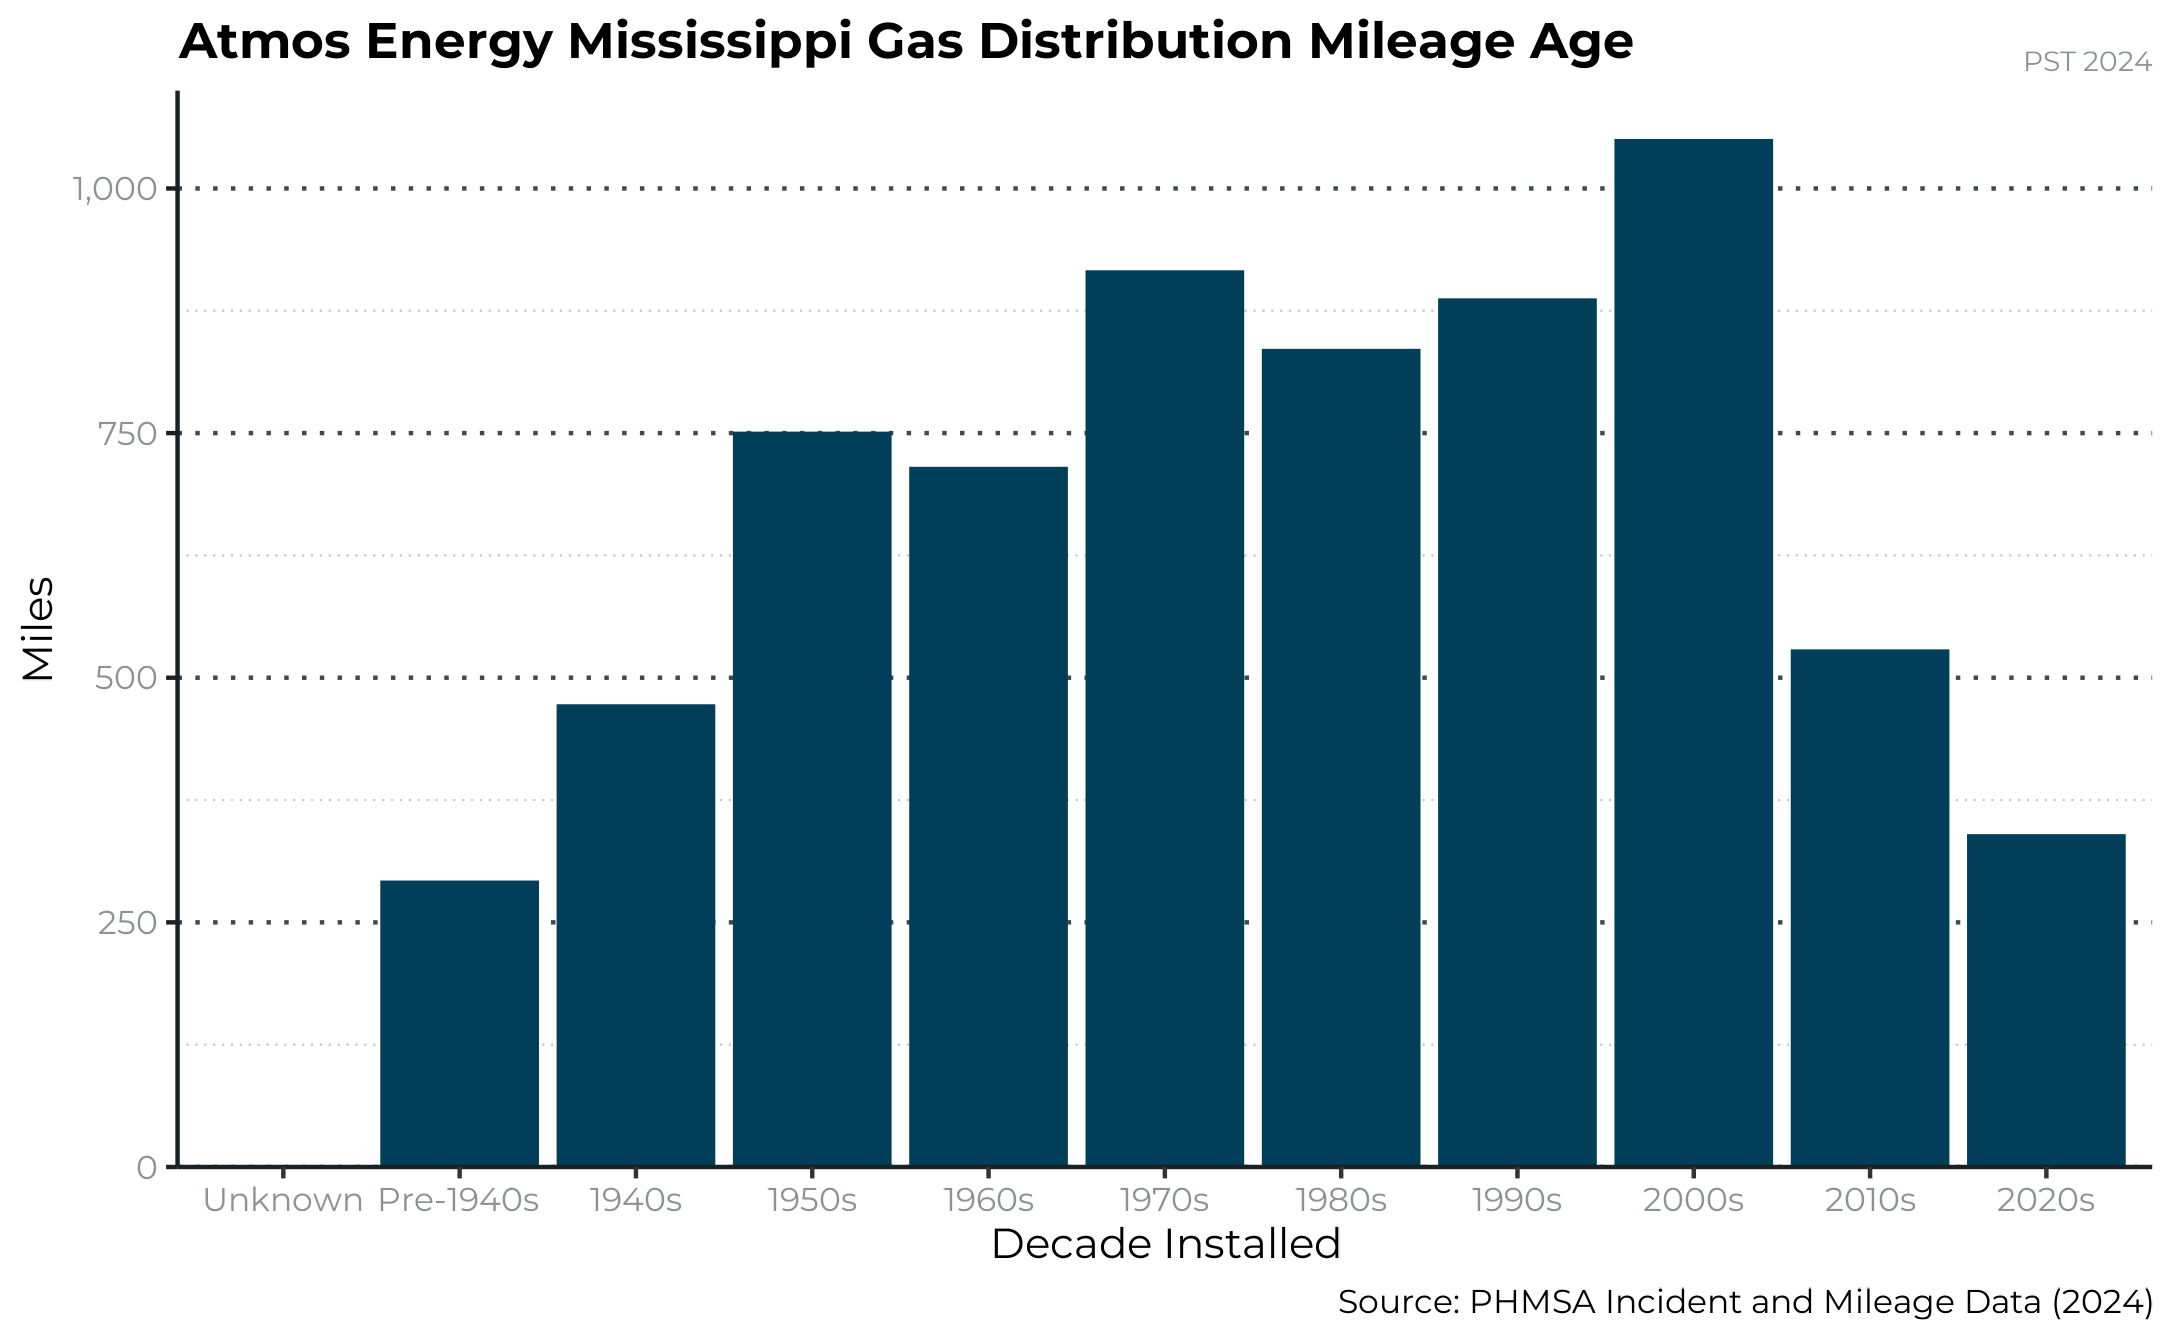 Atmos Energy Mississippi Gas Distribution Mileage Age
PST 2024
1,000
750
500
250
0
Miles
Unknown Pre-1940s 1940s 1950s 1960s 1970s 1980s 1990s 2000s 2010s 2020s
Decade Installed
Source: PHMSA Incident and Mileage Data (2024)